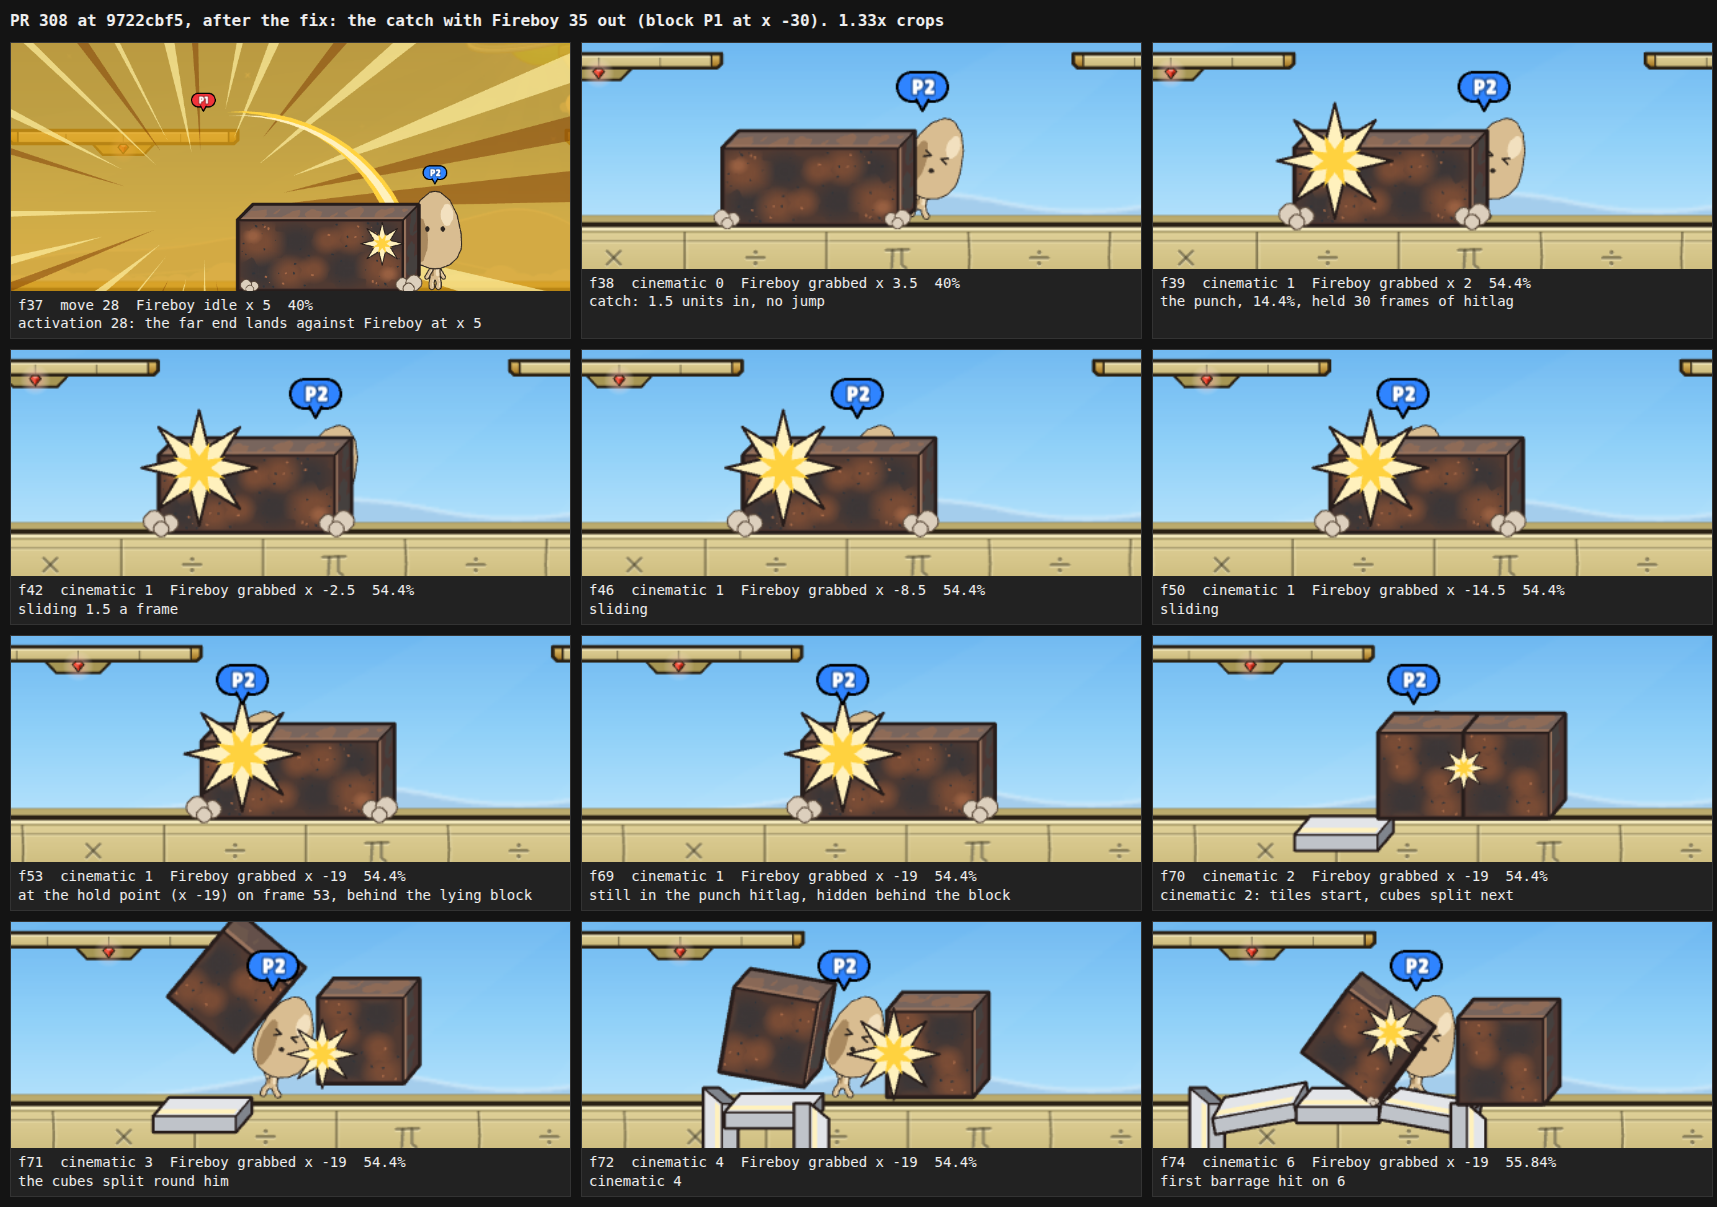 PR 308 at 9722cbf5, after the fix: the catch with Fireboy 35 out (block P1 at x -30). 1.33x crops
P1
P2
f37 move 28 Fireboy idle x 5 40%
activation 28: the far end lands against Fireboy at x 5
P2
× ÷ π ÷
f38 cinematic 0 Fireboy grabbed x 3.5 40%
catch: 1.5 units in, no jump
P2
× ÷ π ÷
f39 cinematic 1 Fireboy grabbed x 2 54.4%
the punch, 14.4%, held 30 frames of hitlag
P2
× ÷ π ÷
f42 cinematic 1 Fireboy grabbed x -2.5 54.4%
sliding 1.5 a frame
P2
× ÷ π ÷
f46 cinematic 1 Fireboy grabbed x -8.5 54.4%
sliding
P2
× ÷ π ÷
f50 cinematic 1 Fireboy grabbed x -14.5 54.4%
sliding
P2
× ÷ π ÷
f53 cinematic 1 Fireboy grabbed x -19 54.4%
at the hold point (x -19) on frame 53, behind the lying block
P2
× ÷ π ÷
f69 cinematic 1 Fireboy grabbed x -19 54.4%
still in the punch hitlag, hidden behind the block
P2
× ÷ π ÷
f70 cinematic 2 Fireboy grabbed x -19 54.4%
cinematic 2: tiles start, cubes split next
P2
× ÷ π ÷
f71 cinematic 3 Fireboy grabbed x -19 54.4%
the cubes split round him
P2
× ÷ π ÷
f72 cinematic 4 Fireboy grabbed x -19 54.4%
cinematic 4
P2
× ÷ π ÷
f74 cinematic 6 Fireboy grabbed x -19 55.84%
first barrage hit on 6